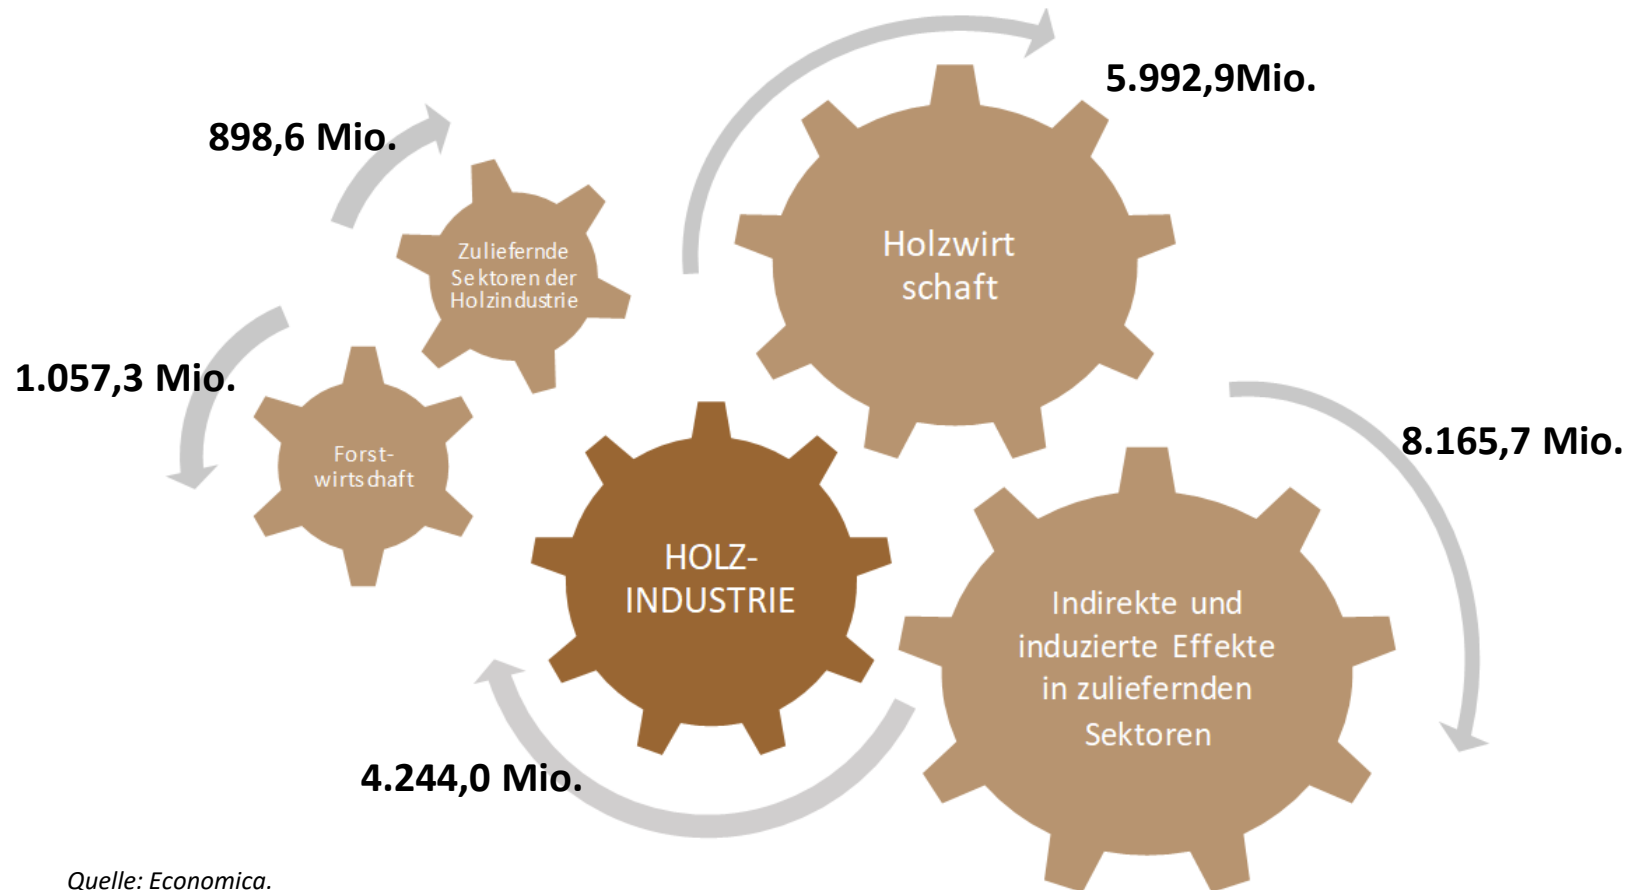 5.992,9Mio.
898,6 Mio.
Zuliefernde
Sektoren der
Holzindustrie
Holzwirt
schaft
1.057,3 Mio.
Forst-
wirtschaft
8.165,7 Mio.
HOLZ-
INDUSTRIE
Indirekte und
induzierte Effekte
in zuliefernden
Sektoren
4.244,0 Mio.
Quelle: Economica.